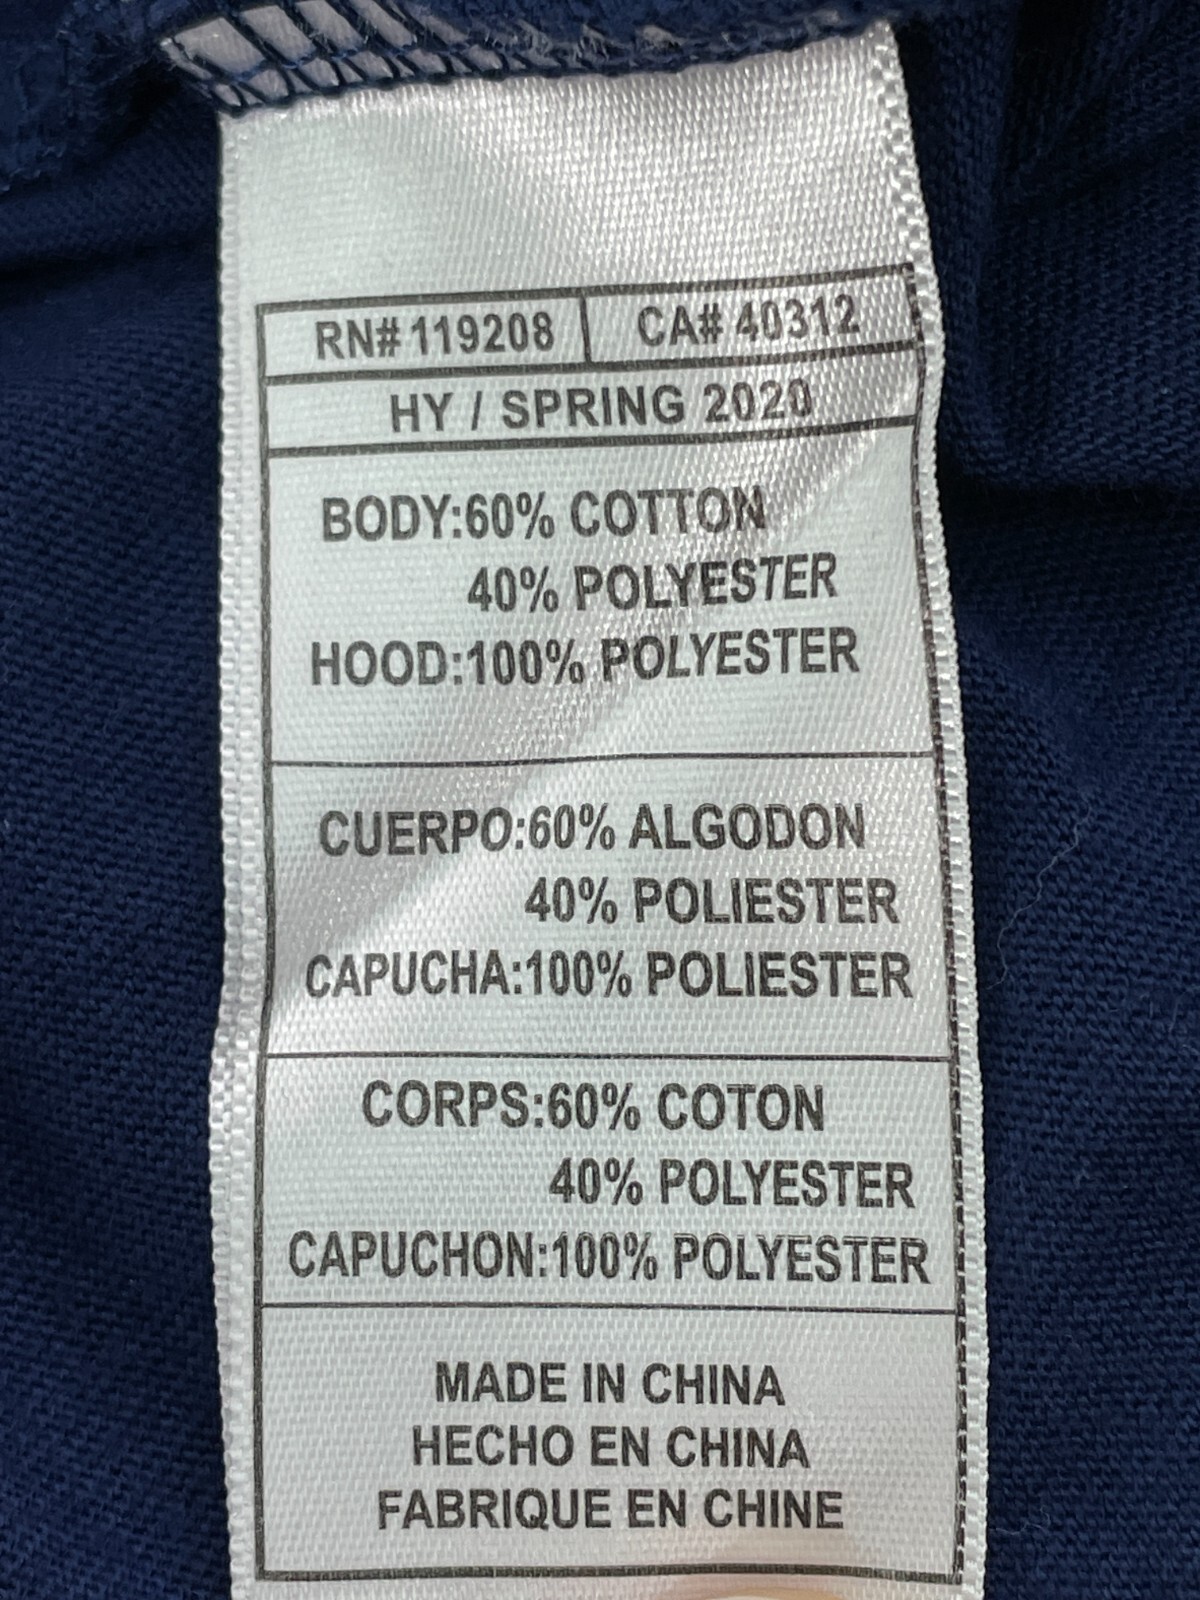 RN# 119208 CA# 40312
HY / SPRING 2020
BODY:60% COTTON
40% POLYESTER
HOOD:100% POLYESTER
CUERPO:60% ALGODON
40% POLIESTER
CAPUCHA:100% POLIESTER
CORPS:60% COTON
40% POLYESTER
CAPUCHON:100% POLYESTER
MADE IN CHINA
HECHO EN CHINA
FABRIQUE EN CHINE